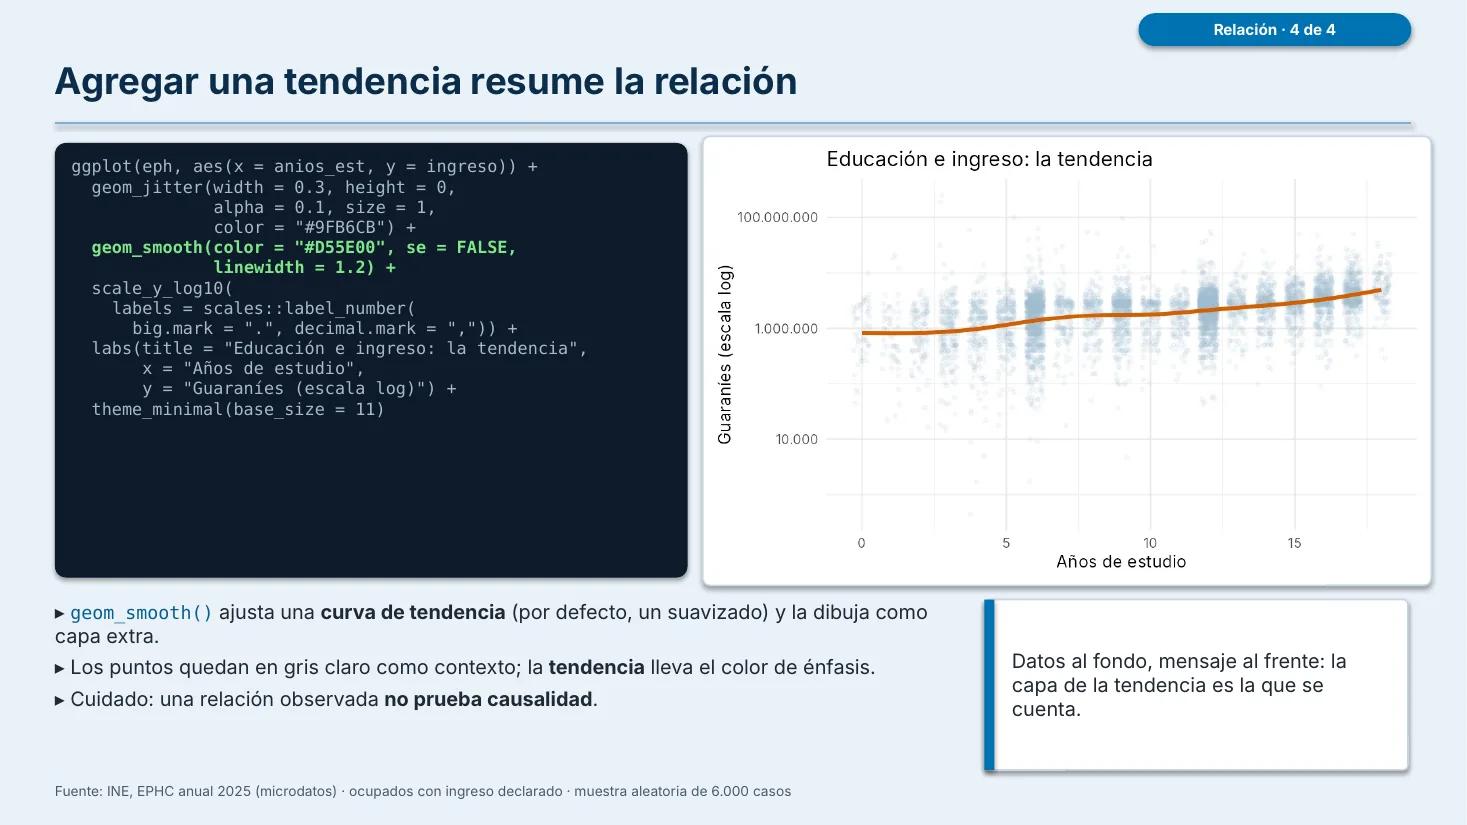 Relación · 4 de 4
Agregar una tendencia resume la relación
ggplot(eph, aes(x = anios_est, y = ingreso)) +
  geom_jitter(width = 0.3, height = 0,
              alpha = 0.1, size = 1,
              color = "#9FB6CB") +
  geom_smooth(color = "#D55E00", se = FALSE,
              linewidth = 1.2) +
  scale_y_log10(
    labels = scales::label_number(
      big.mark = ".", decimal.mark = ",")) +
  labs(title = "Educación e ingreso: la tendencia",
       x = "Años de estudio",
       y = "Guaraníes (escala log)") +
  theme_minimal(base_size = 11)
Educación e ingreso: la tendencia
Guaraníes (escala log)
100.000.000
1.000.000
10.000
0 5 10 15
Años de estudio
▸ geom_smooth() ajusta una curva de tendencia (por defecto, un suavizado) y la dibuja como
capa extra.
▸ Los puntos quedan en gris claro como contexto; la tendencia lleva el color de énfasis.
▸ Cuidado: una relación observada no prueba causalidad.
Datos al fondo, mensaje al frente: la
capa de la tendencia es la que se
cuenta.
Fuente: INE, EPHC anual 2025 (microdatos) · ocupados con ingreso declarado · muestra aleatoria de 6.000 casos